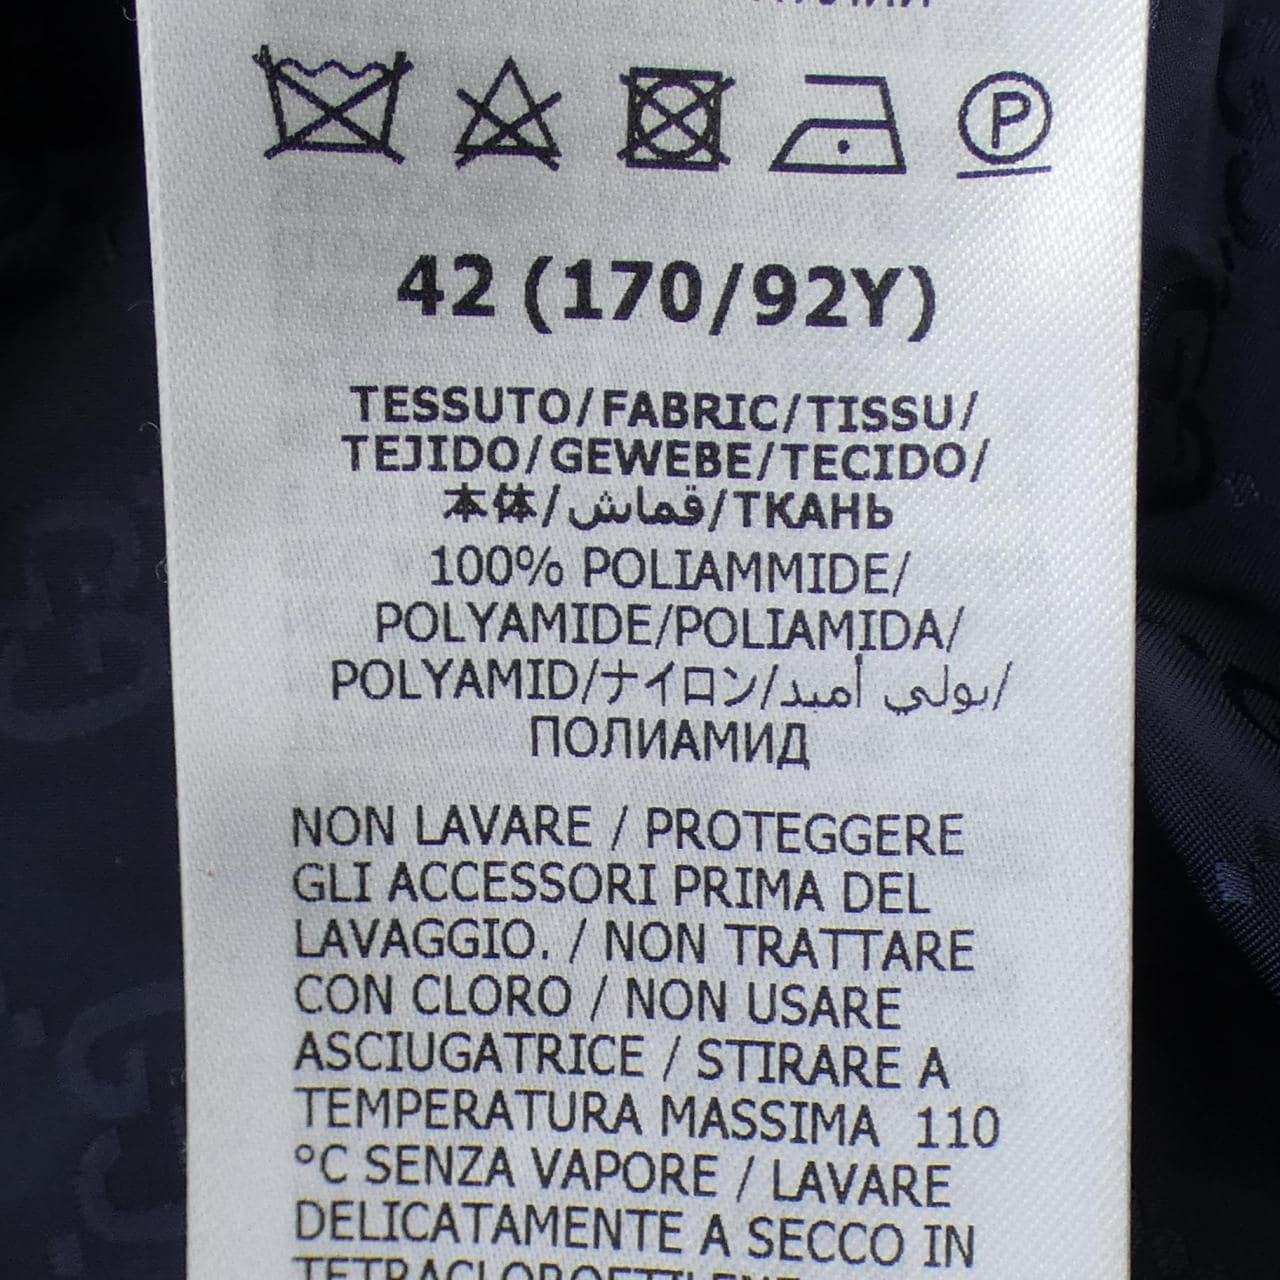 P
42 (170/92Y)
TESSUTO/FABRIC/TISSU/
TEJIDO/GEWEBE/TECIDO/
本体/قماش/ТКАНЬ
100% POLIAMMIDE/
POLYAMIDE/POLIAMIDA/
POLYAMID/ナイロン/بولي أميد/
ПОЛИАМИД
NON LAVARE / PROTEGGERE
GLI ACCESSORI PRIMA DEL
LAVAGGIO. / NON TRATTARE
CON CLORO / NON USARE
ASCIUGATRICE / STIRARE A
TEMPERATURA MASSIMA 110
°C SENZA VAPORE / LAVARE
DELICATAMENTE A SECCO IN
TETRACLOROETILENE